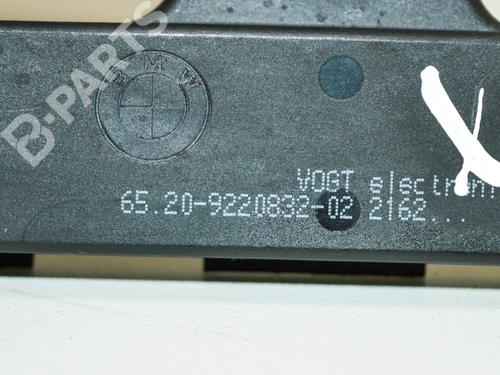 B-PARTS
BMW
VOGT electroni
65.20-9220832-02 2162...